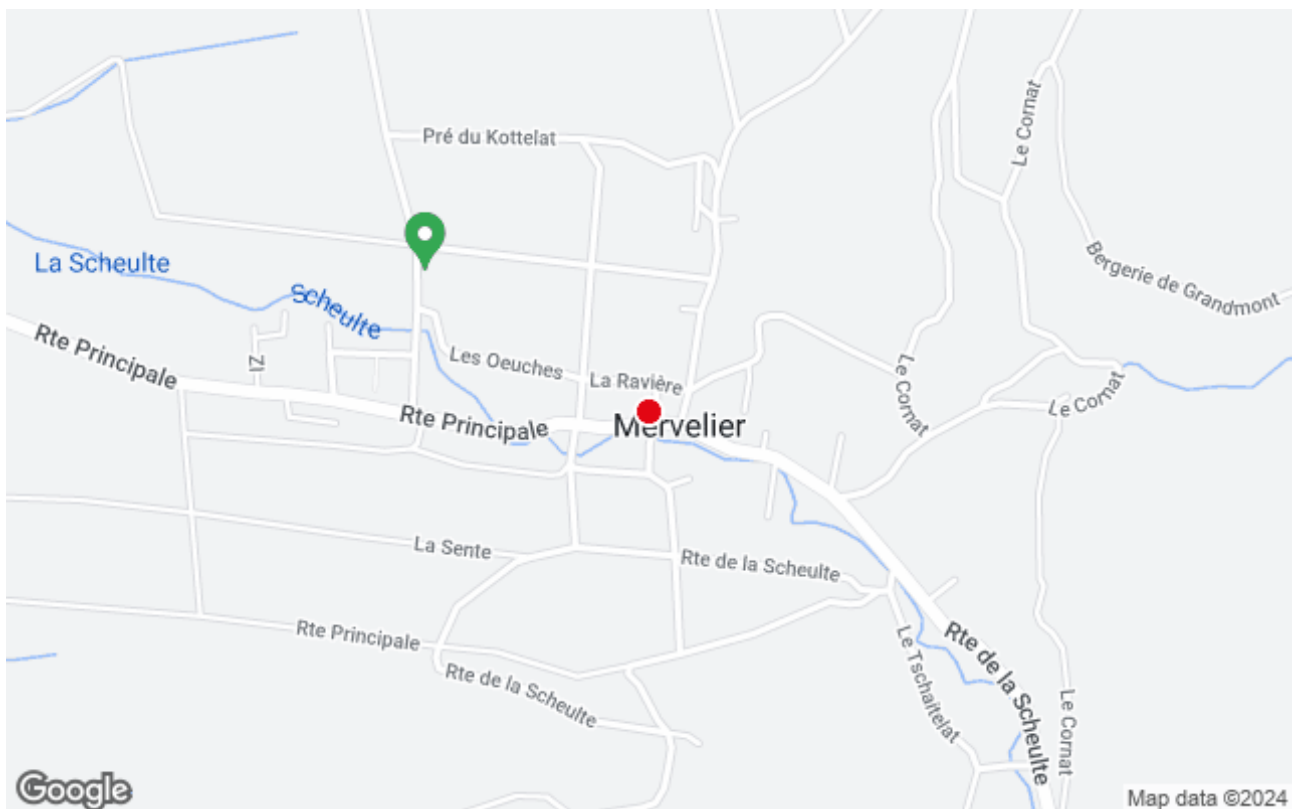 Le Cornat
Pré du Kottelat
La Scheulte
Bergerie de Grandmont
Scheulte
Rte Principale
ZI
Les Oeuches
La Ravière
Le Cornat
Le Cornat
Rte Principale
Mervelier
La Sente
Rte de la Scheulte
Rte Principale
Rte de la Scheulte
Le Tschaitelat
Rte de la Scheulte
Le Cornat
Google
Map data ©2024